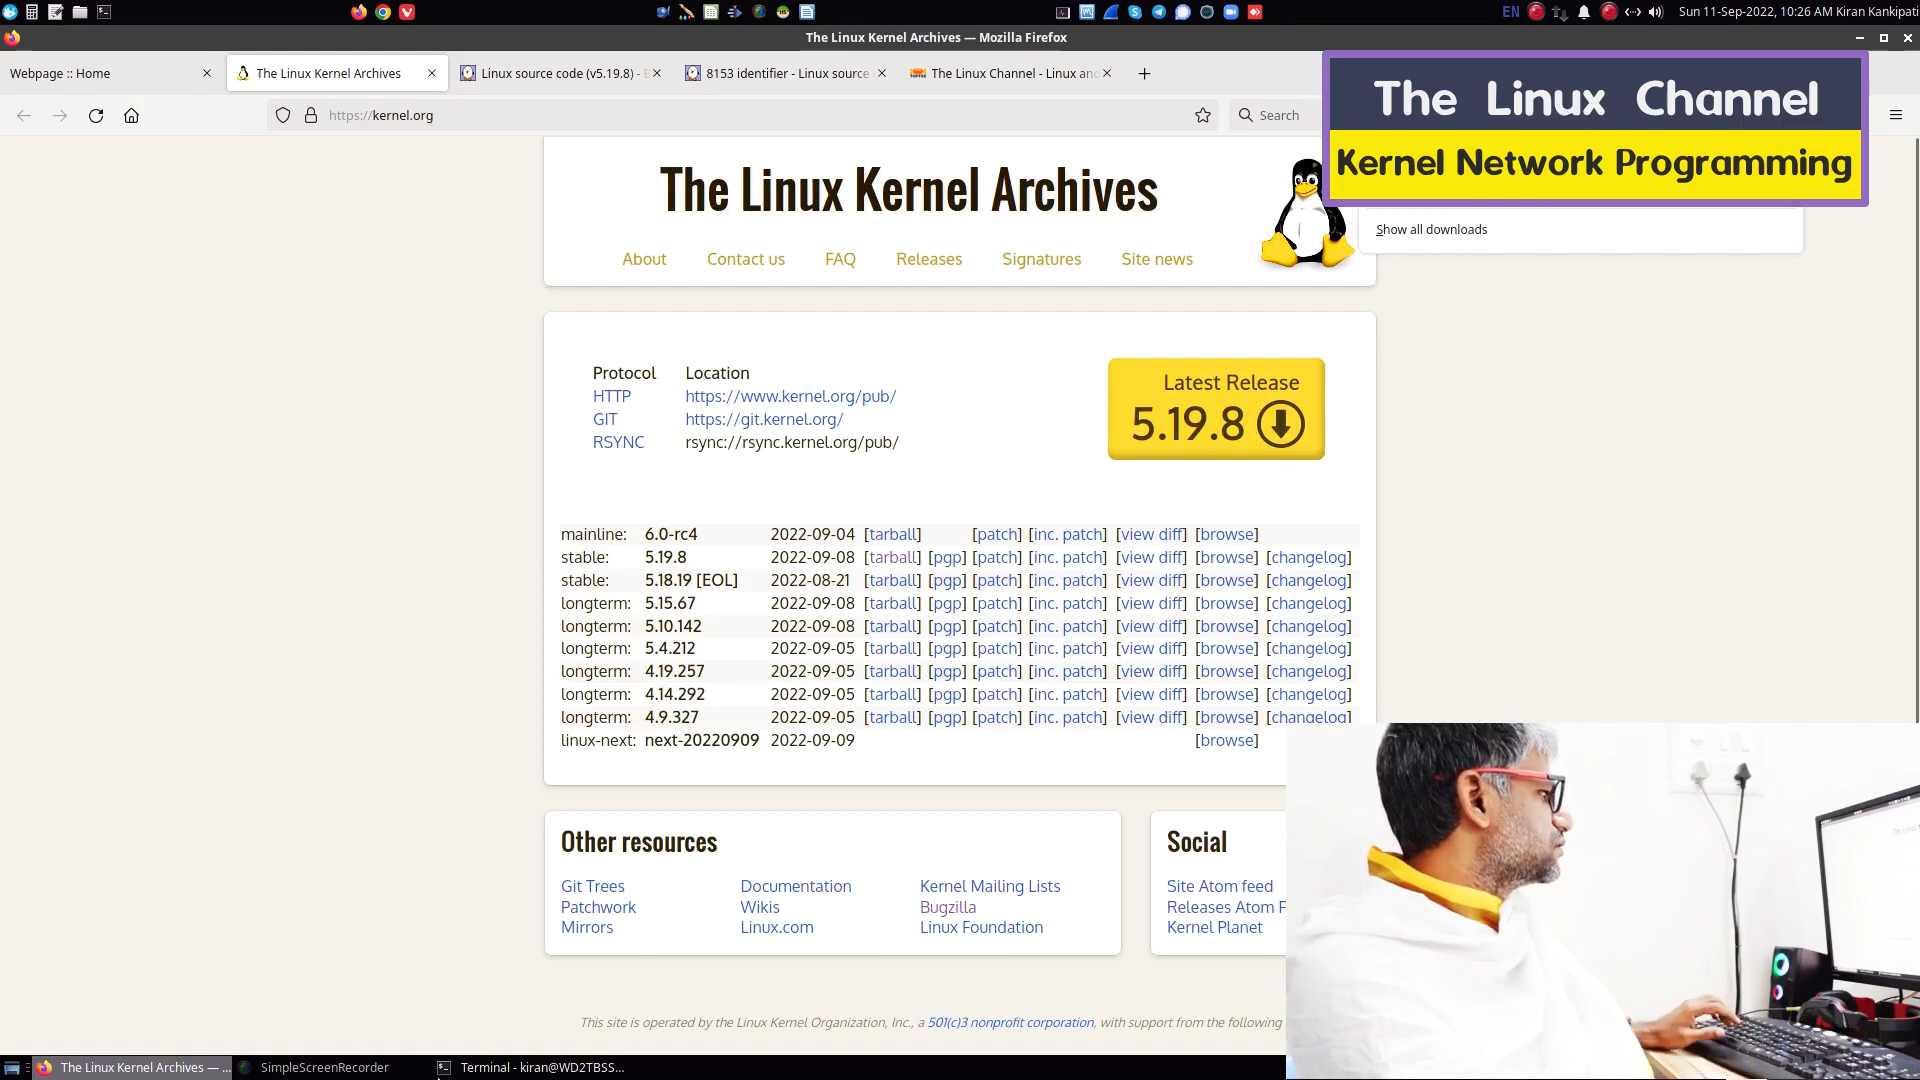 EN Sun 11-Sep-2022, 10:26 AM Kiran Kankipati
The Linux Kernel Archives — Mozilla Firefox
Webpage :: Home
The Linux Kernel Archives
Linux source code (v5.19.8) -
8153 identifier - Linux source
The Linux Channel - Linux and
https://kernel.org
Search
The Linux Channel
Kernel Network Programming
Show all downloads
The Linux Kernel Archives
About Contact us FAQ Releases Signatures Site news
Protocol Location
HTTP https://www.kernel.org/pub/
GIT https://git.kernel.org/
RSYNC rsync://rsync.kernel.org/pub/
Latest Release
5.19.8
mainline: 6.0-rc4 2022-09-04 [tarball] [patch] [inc. patch] [view diff] [browse]
stable: 5.19.8 2022-09-08 [tarball] [pgp] [patch] [inc. patch] [view diff] [browse] [changelog]
stable: 5.18.19 [EOL] 2022-08-21 [tarball] [pgp] [patch] [inc. patch] [view diff] [browse] [changelog]
longterm: 5.15.67 2022-09-08 [tarball] [pgp] [patch] [inc. patch] [view diff] [browse] [changelog]
longterm: 5.10.142 2022-09-08 [tarball] [pgp] [patch] [inc. patch] [view diff] [browse] [changelog]
longterm: 5.4.212 2022-09-05 [tarball] [pgp] [patch] [inc. patch] [view diff] [browse] [changelog]
longterm: 4.19.257 2022-09-05 [tarball] [pgp] [patch] [inc. patch] [view diff] [browse] [changelog]
longterm: 4.14.292 2022-09-05 [tarball] [pgp] [patch] [inc. patch] [view diff] [browse] [changelog]
longterm: 4.9.327 2022-09-05 [tarball] [pgp] [patch] [inc. patch] [view diff] [browse] [changelog]
linux-next: next-20220909 2022-09-09 [browse]
Other resources
Git Trees Documentation Kernel Mailing Lists
Patchwork Wikis Bugzilla
Mirrors Linux.com Linux Foundation
Social
Site Atom feed
Releases Atom F
Kernel Planet
This site is operated by the Linux Kernel Organization, Inc., a 501(c)3 nonprofit corporation, with support from the following
The Linux Kernel Archives — ...
SimpleScreenRecorder
Terminal - kiran@WD2TBSS...